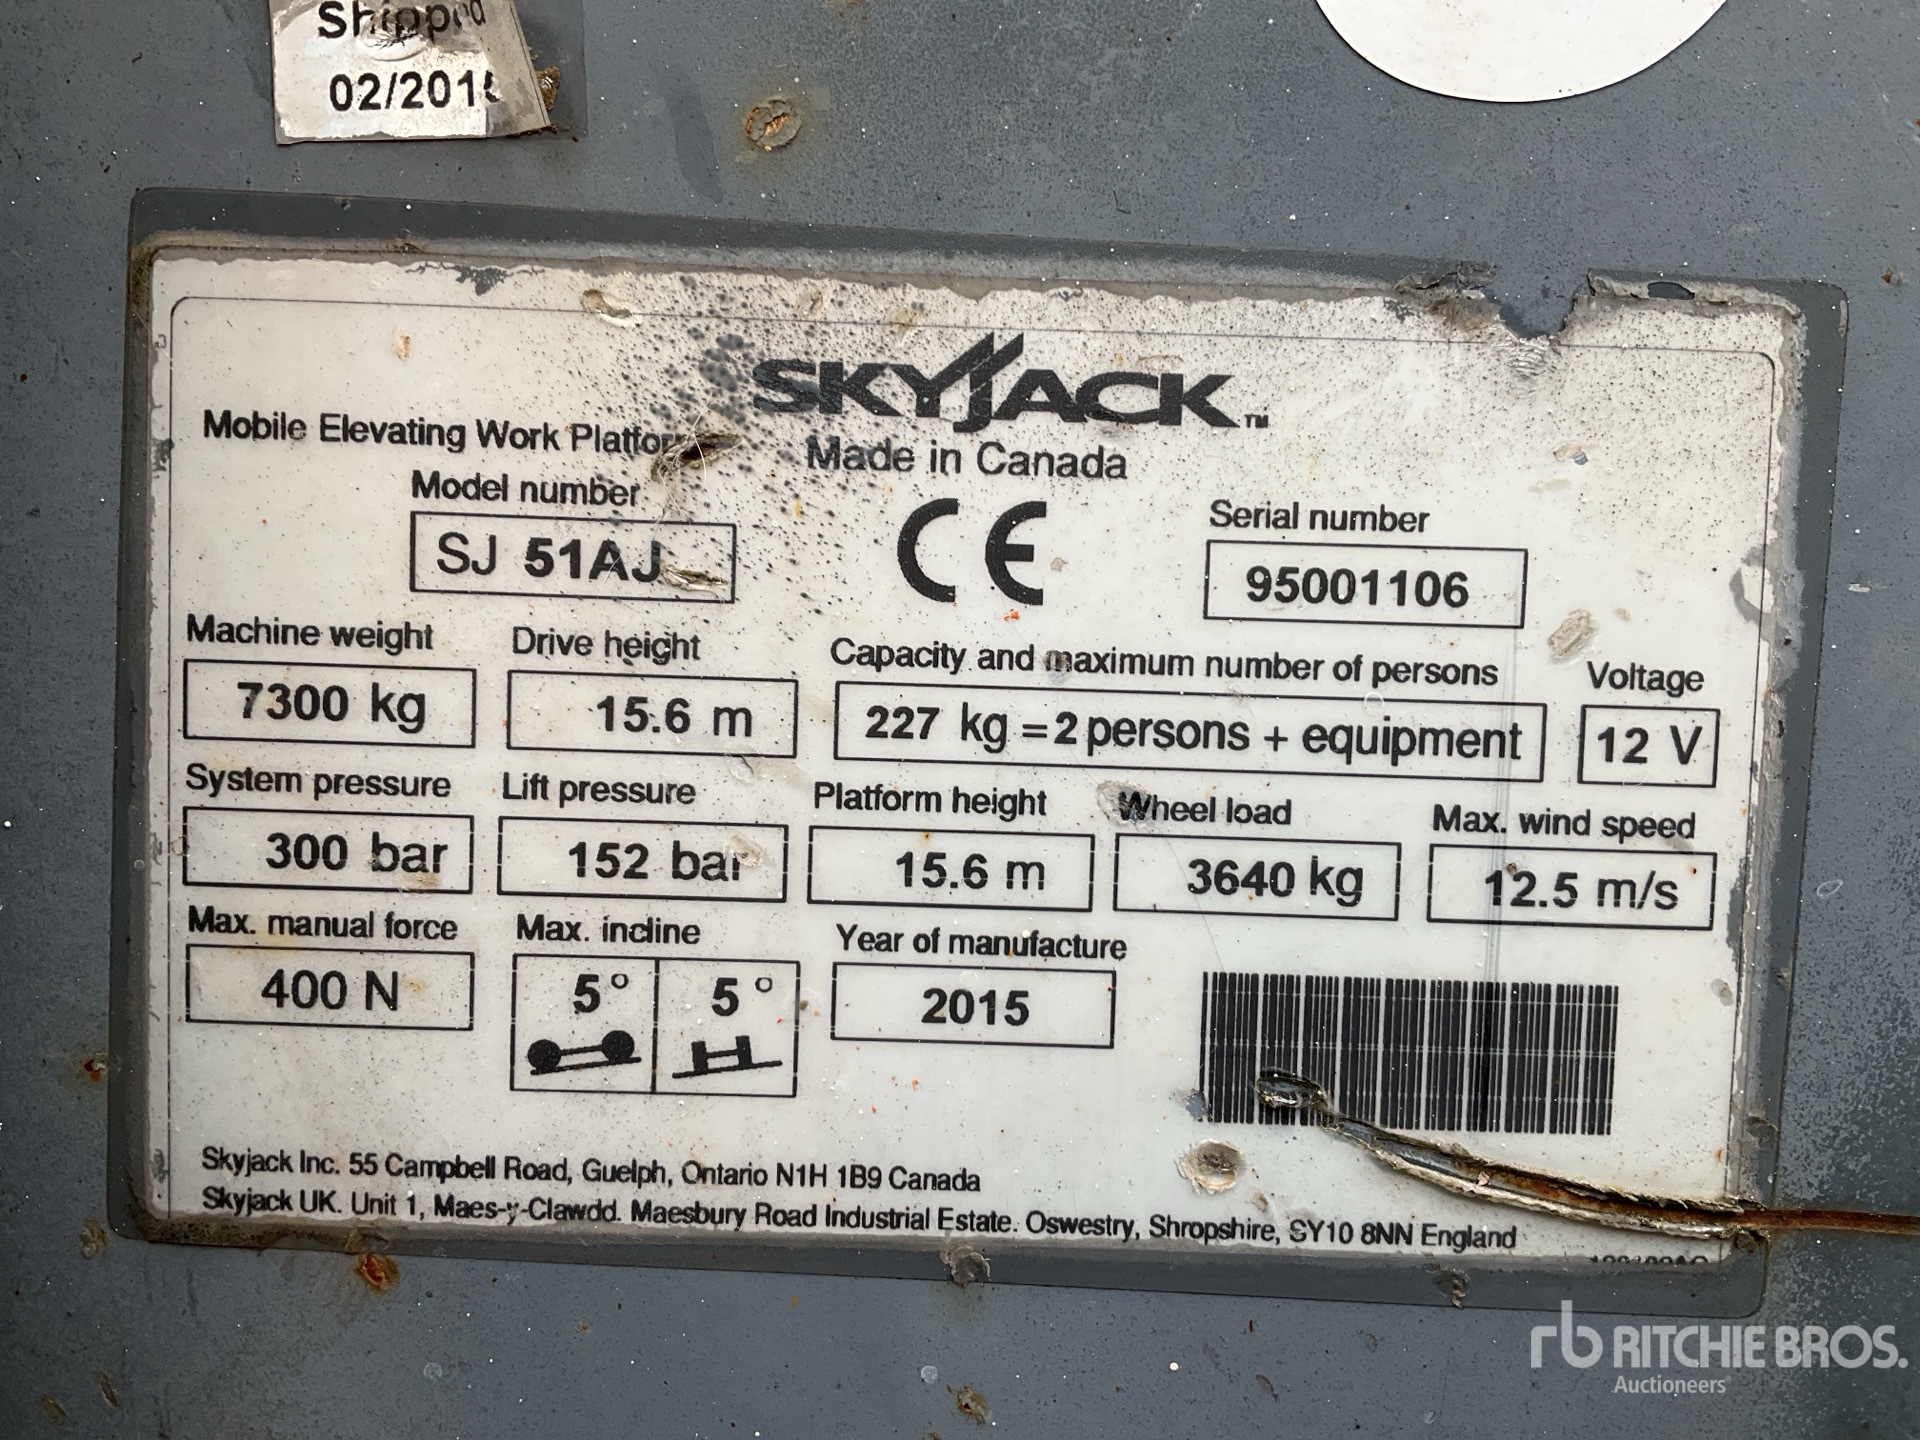 Shipped
02/201
SKYJACK™
Mobile Elevating Work Platform
Made in Canada
Model number
SJ 51AJ
CE
Serial number
95001106
Machine weight
7300 kg
Drive height
15.6 m
Capacity and maximum number of persons
227 kg = 2 persons + equipment
Voltage
12 V
System pressure
300 bar
Lift pressure
152 bar
Platform height
15.6 m
Wheel load
3640 kg
Max. wind speed
12.5 m/s
Max. manual force
400 N
Max. incline
5° 5°
Year of manufacture
2015
Skyjack Inc. 55 Campbell Road, Guelph, Ontario N1H 1B9 Canada
Skyjack UK. Unit 1, Maes-y-Clawdd. Maesbury Road Industrial Estate. Oswestry, Shropshire, SY10 8NN England
rb RITCHIE BROS.
Auctioneers